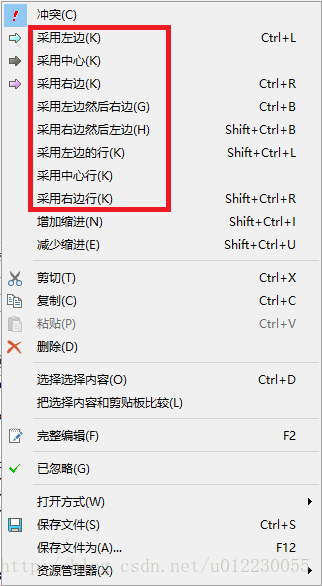 冲突(C)
采用左边(K) Ctrl+L
采用中心(K)
采用右边(K) Ctrl+R
采用左边然后右边(G) Ctrl+B
采用右边然后左边(H) Shift+Ctrl+B
采用左边的行(K) Shift+Ctrl+L
采用中心行(K)
采用右边行(K) Shift+Ctrl+R
增加缩进(N) Shift+Ctrl+I
减少缩进(E) Shift+Ctrl+U
剪切(T) Ctrl+X
复制(C) Ctrl+C
粘贴(P) Ctrl+V
删除(D)
选择选择内容(O) Ctrl+D
把选择内容和剪贴板比较(L)
完整编辑(F) F2
已忽略(G)
打开方式(W)
保存文件(S) Ctrl+S
保存文件为(A)... F12
资源管理器(X)
http://blog.csdn.net/u012230055